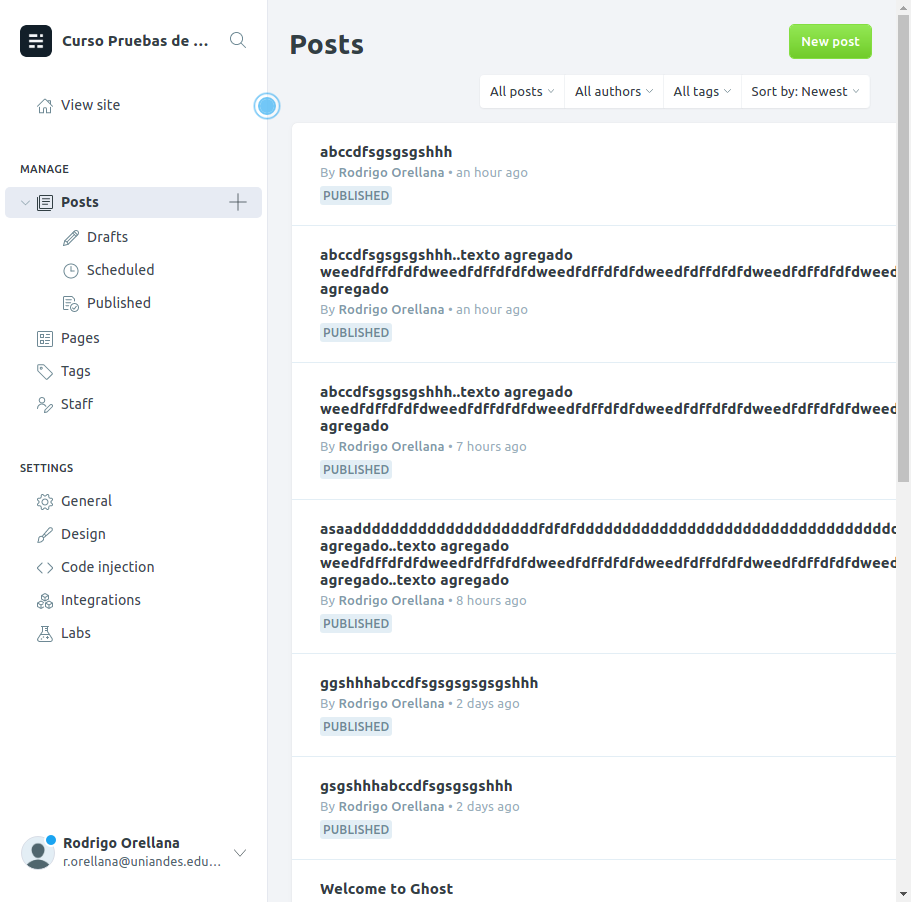 Curso Pruebas de ...
View site
MANAGE
Posts
Drafts
Scheduled
Published
Pages
Tags
Staff
SETTINGS
General
Design
Code injection
Integrations
Labs
Rodrigo Orellana
r.orellana@uniandes.edu...
Posts
New post
All posts
All authors
All tags
Sort by: Newest
abccdfsgsgsgshhh
By Rodrigo Orellana • an hour ago
PUBLISHED
abccdfsgsgsgshhh..texto agregado
weedfdffdfdfdweedfdffdfdfdweedfdffdfdfdweedfdffdfdfdweedfdffdfdfdweed
agregado
By Rodrigo Orellana • an hour ago
PUBLISHED
abccdfsgsgsgshhh..texto agregado
weedfdffdfdfdweedfdffdfdfdweedfdffdfdfdweedfdffdfdfdweedfdffdfdfdweed
agregado
By Rodrigo Orellana • 7 hours ago
PUBLISHED
agregado..texto agregado
weedfdffdfdfdweedfdffdfdfdweedfdffdfdfdweedfdffdfdfdweedfdffdfdfdweed
agregado..texto agregado
By Rodrigo Orellana • 8 hours ago
PUBLISHED
ggshhhabccdfsgsgsgsgsgshhh
By Rodrigo Orellana • 2 days ago
PUBLISHED
gsgshhhabccdfsgsgsgshhh
By Rodrigo Orellana • 2 days ago
PUBLISHED
Welcome to Ghost